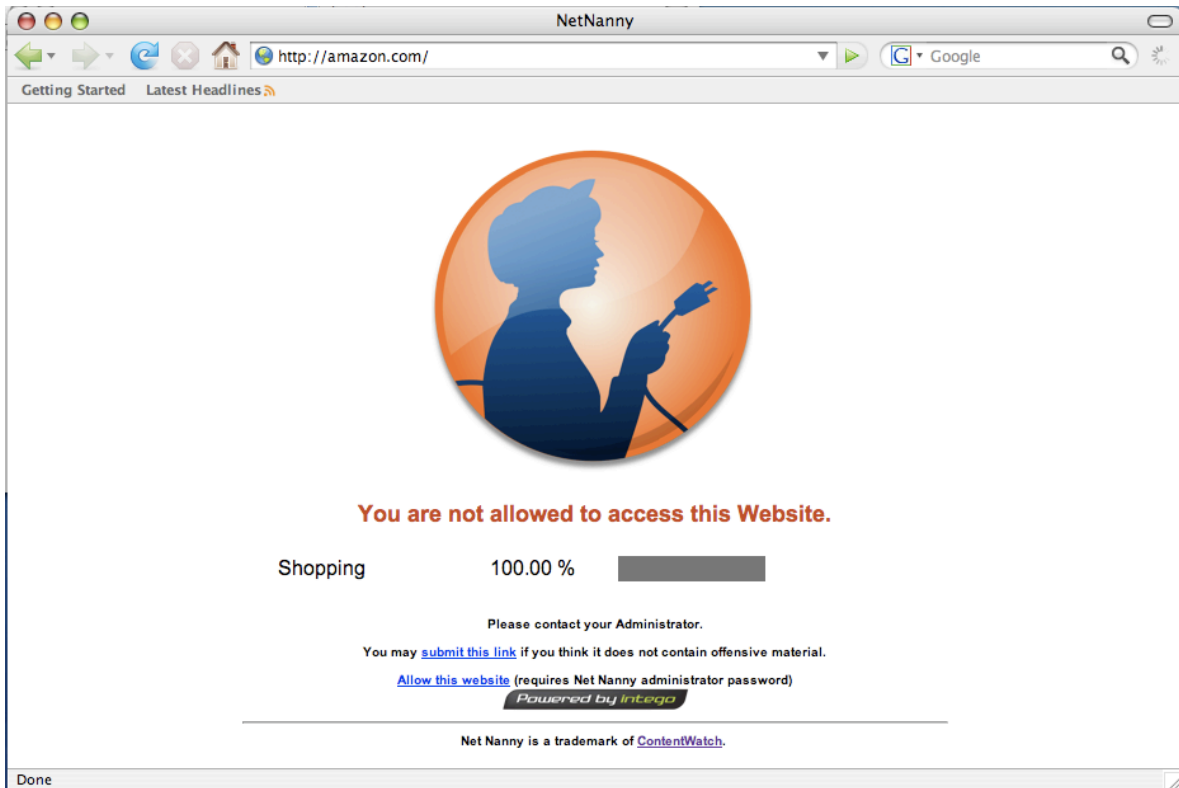 NetNanny
http://amazon.com/
G Google
Getting Started Latest Headlines
You are not allowed to access this Website.
Shopping 100.00 %
Please contact your Administrator.
You may submit this link if you think it does not contain offensive material.
Allow this website (requires Net Nanny administrator password)
Powered by intego
Net Nanny is a trademark of ContentWatch.
Done